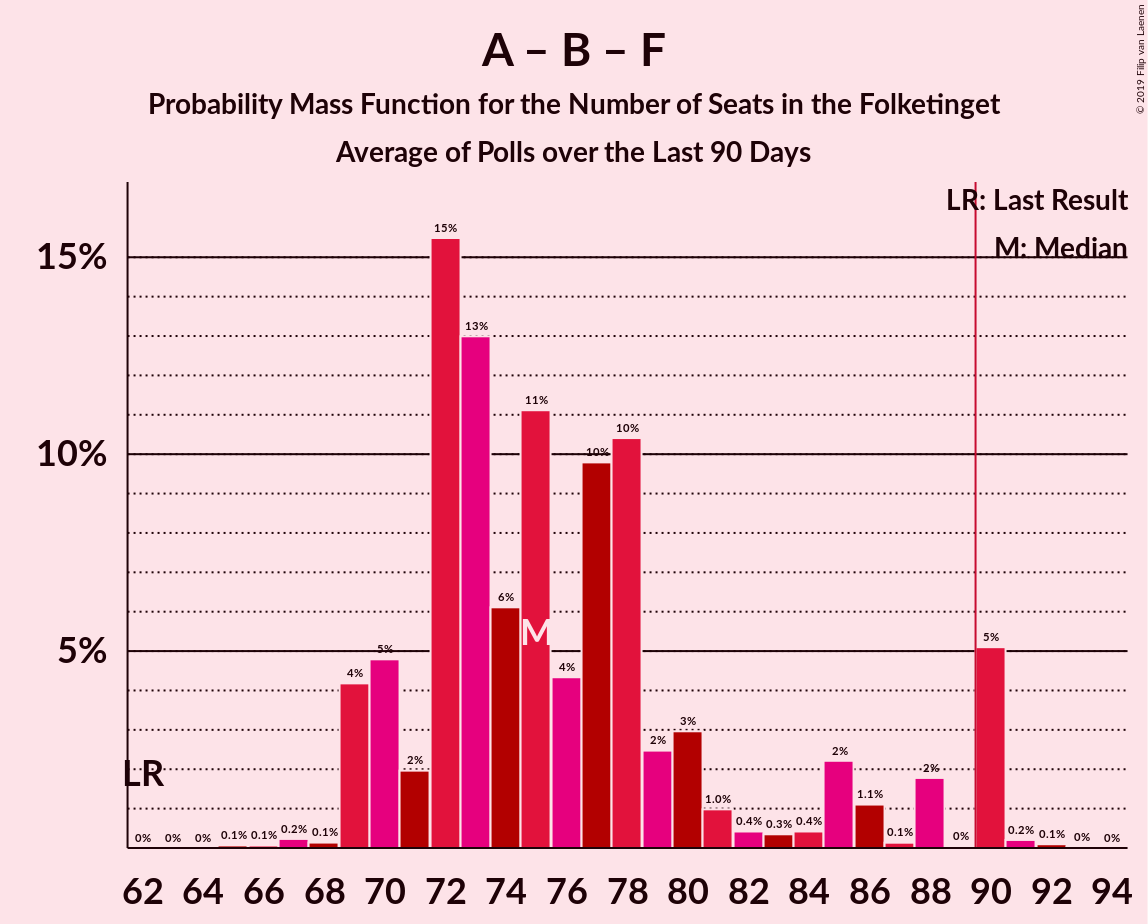 A – B – F
Probability Mass Function for the Number of Seats in the Folketinget
Average of Polls over the Last 90 Days
© 2019 Filip van Laenen
LR: Last Result
M: Median
15%
10%
5%
LR
M
0% 0% 0% 0.1% 0.1% 0.2% 0.1% 4% 5% 2% 15% 13% 6% 11% 4% 10% 10% 2% 3% 1.0% 0.4% 0.3% 0.4% 2% 1.1% 0.1% 2% 0% 5% 0.2% 0.1% 0% 0%
62 64 66 68 70 72 74 76 78 80 82 84 86 88 90 92 94